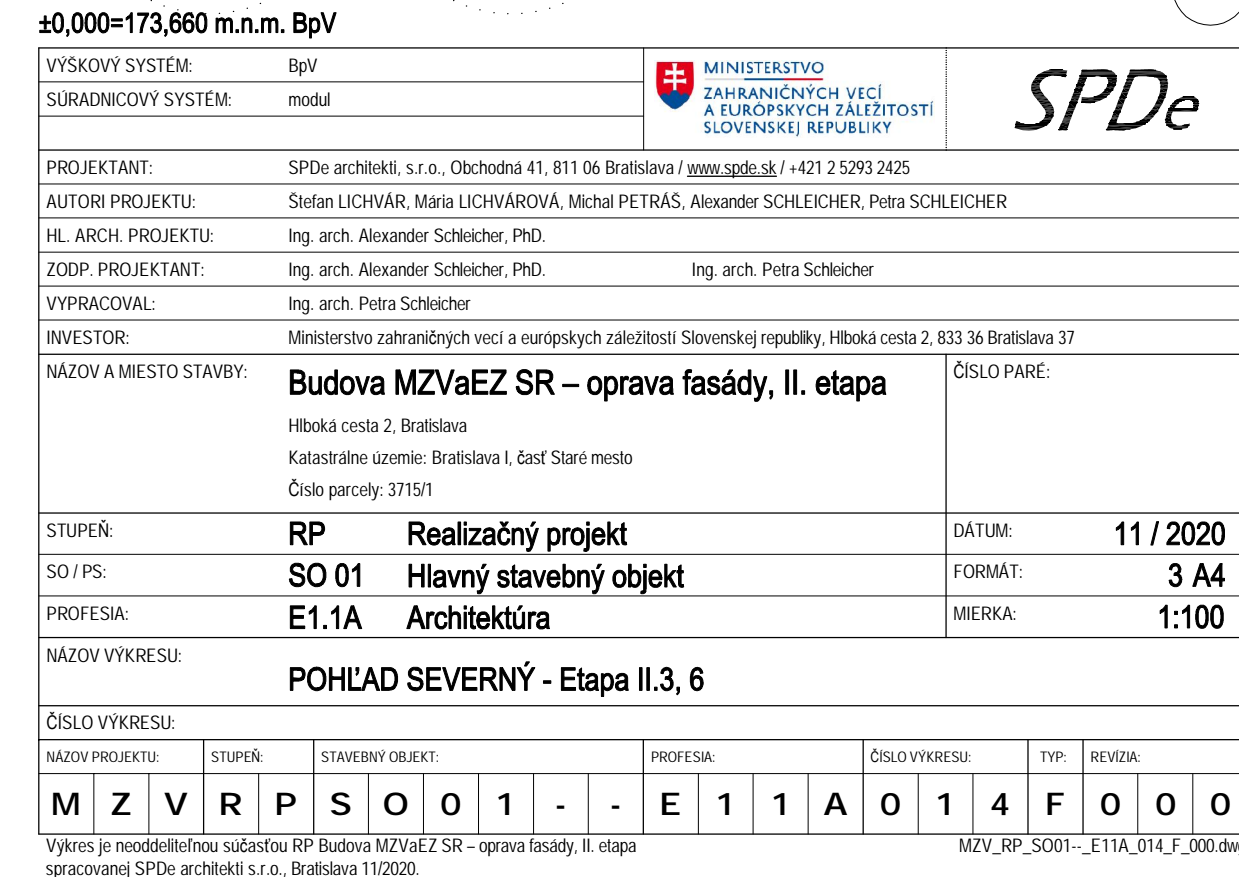 ±0,000=173,660 m.n.m. BpV
VÝŠKOVÝ SYSTÉM: BpV
SÚRADNICOVÝ SYSTÉM: modul
MINISTERSTVO
ZAHRANIČNÝCH VECÍ
A EURÓPSKYCH ZÁLEŽITOSTÍ
SLOVENSKEJ REPUBLIKY
SPDe
PROJEKTANT: SPDe architekti, s.r.o., Obchodná 41, 811 06 Bratislava / www.spde.sk / +421 2 5293 2425
AUTORI PROJEKTU: Štefan LICHVÁR, Mária LICHVÁROVÁ, Michal PETRÁŠ, Alexander SCHLEICHER, Petra SCHLEICHER
HL. ARCH. PROJEKTU: Ing. arch. Alexander Schleicher, PhD.
ZODP. PROJEKTANT: Ing. arch. Alexander Schleicher, PhD. Ing. arch. Petra Schleicher
VYPRACOVAL: Ing. arch. Petra Schleicher
INVESTOR: Ministerstvo zahraničných vecí a európskych záležitostí Slovenskej republiky, Hlboká cesta 2, 833 36 Bratislava 37
NÁZOV A MIESTO STAVBY: Budova MZVaEZ SR – oprava fasády, II. etapa
Hlboká cesta 2, Bratislava
Katastrálne územie: Bratislava I, časť Staré mesto
Číslo parcely: 3715/1
ČÍSLO PARÉ:
STUPEŇ: RP Realizačný projekt DÁTUM: 11 / 2020
SO / PS: SO 01 Hlavný stavebný objekt FORMÁT: 3 A4
PROFESIA: E1.1A Architektúra MIERKA: 1:100
NÁZOV VÝKRESU: POHĽAD SEVERNÝ - Etapa II.3, 6
ČÍSLO VÝKRESU:
NÁZOV PROJEKTU: STUPEŇ: STAVEBNÝ OBJEKT: PROFESIA: ČÍSLO VÝKRESU: TYP: REVÍZIA:
M Z V R P S O 0 1 - - E 1 1 A 0 1 4 F 0 0 0
Výkres je neoddeliteľnou súčasťou RP Budova MZVaEZ SR – oprava fasády, II. etapa
spracovanej SPDe architekti s.r.o., Bratislava 11/2020.
MZV_RP_SO01--_E11A_014_F_000.dwg